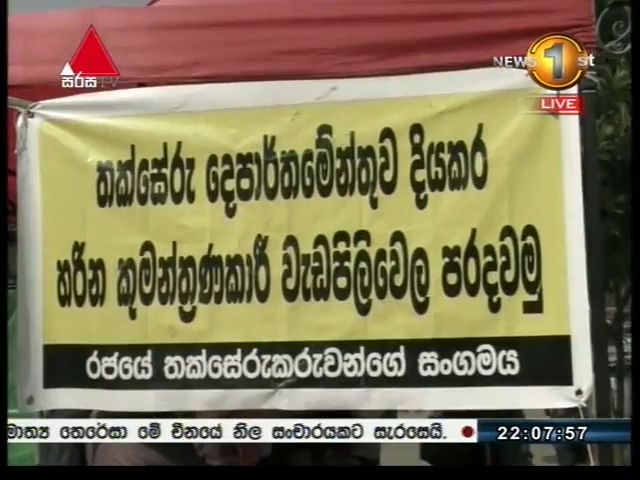 සිරස TV
NEWS 1st
LIVE
තක්සේරු දෙපාර්තමේන්තුව දියකර
හරින කුමන්ත්‍රණකාරී වැඩපිලිවෙල පරදවමු
රජයේ තක්සේරුකරුවන්ගේ සංගමය
මාත්‍ය තෙරේසා මේ චීනයේ නිල සංචාරයකට සැරසෙයි.
22:07:57